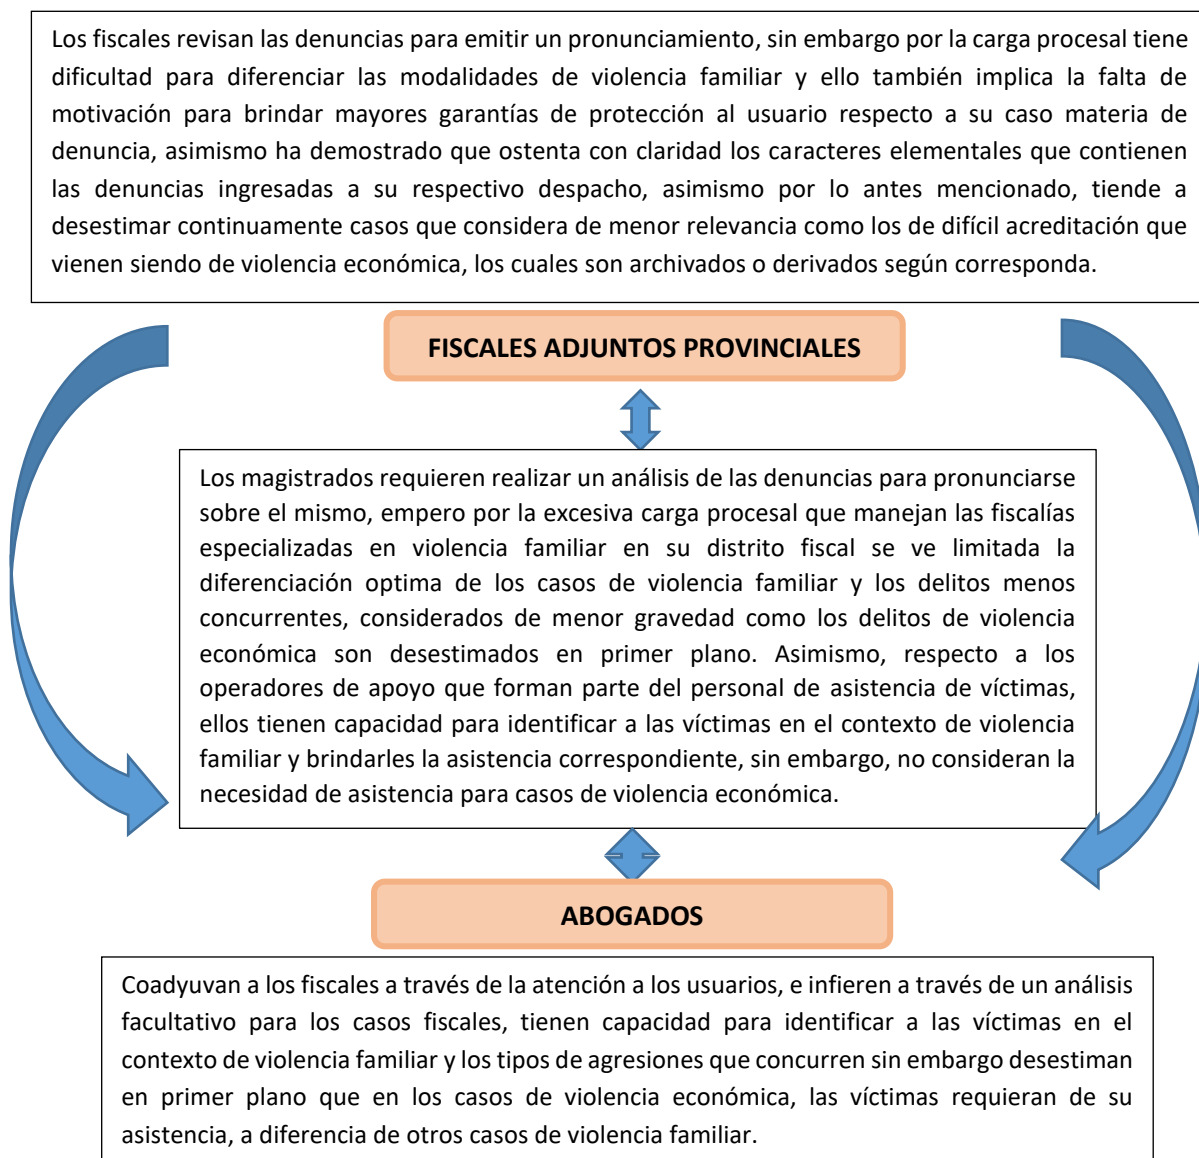 Los fiscales revisan las denuncias para emitir un pronunciamiento, sin embargo por la carga procesal tiene
dificultad para diferenciar las modalidades de violencia familiar y ello también implica la falta de
motivación para brindar mayores garantías de protección al usuario respecto a su caso materia de
denuncia, asimismo ha demostrado que ostenta con claridad los caracteres elementales que contienen
las denuncias ingresadas a su respectivo despacho, asimismo por lo antes mencionado, tiende a
desestimar continuamente casos que considera de menor relevancia como los de difícil acreditación que
vienen siendo de violencia económica, los cuales son archivados o derivados según corresponda.
FISCALES ADJUNTOS PROVINCIALES
Los magistrados requieren realizar un análisis de las denuncias para pronunciarse
sobre el mismo, empero por la excesiva carga procesal que manejan las fiscalías
especializadas en violencia familiar en su distrito fiscal se ve limitada la
diferenciación optima de los casos de violencia familiar y los delitos menos
concurrentes, considerados de menor gravedad como los delitos de violencia
económica son desestimados en primer plano. Asimismo, respecto a los
operadores de apoyo que forman parte del personal de asistencia de víctimas,
ellos tienen capacidad para identificar a las víctimas en el contexto de violencia
familiar y brindarles la asistencia correspondiente, sin embargo, no consideran la
necesidad de asistencia para casos de violencia económica.
ABOGADOS
Coadyuvan a los fiscales a través de la atención a los usuarios, e infieren a través de un análisis
facultativo para los casos fiscales, tienen capacidad para identificar a las víctimas en el
contexto de violencia familiar y los tipos de agresiones que concurren sin embargo desestiman
en primer plano que en los casos de violencia económica, las víctimas requieran de su
asistencia, a diferencia de otros casos de violencia familiar.